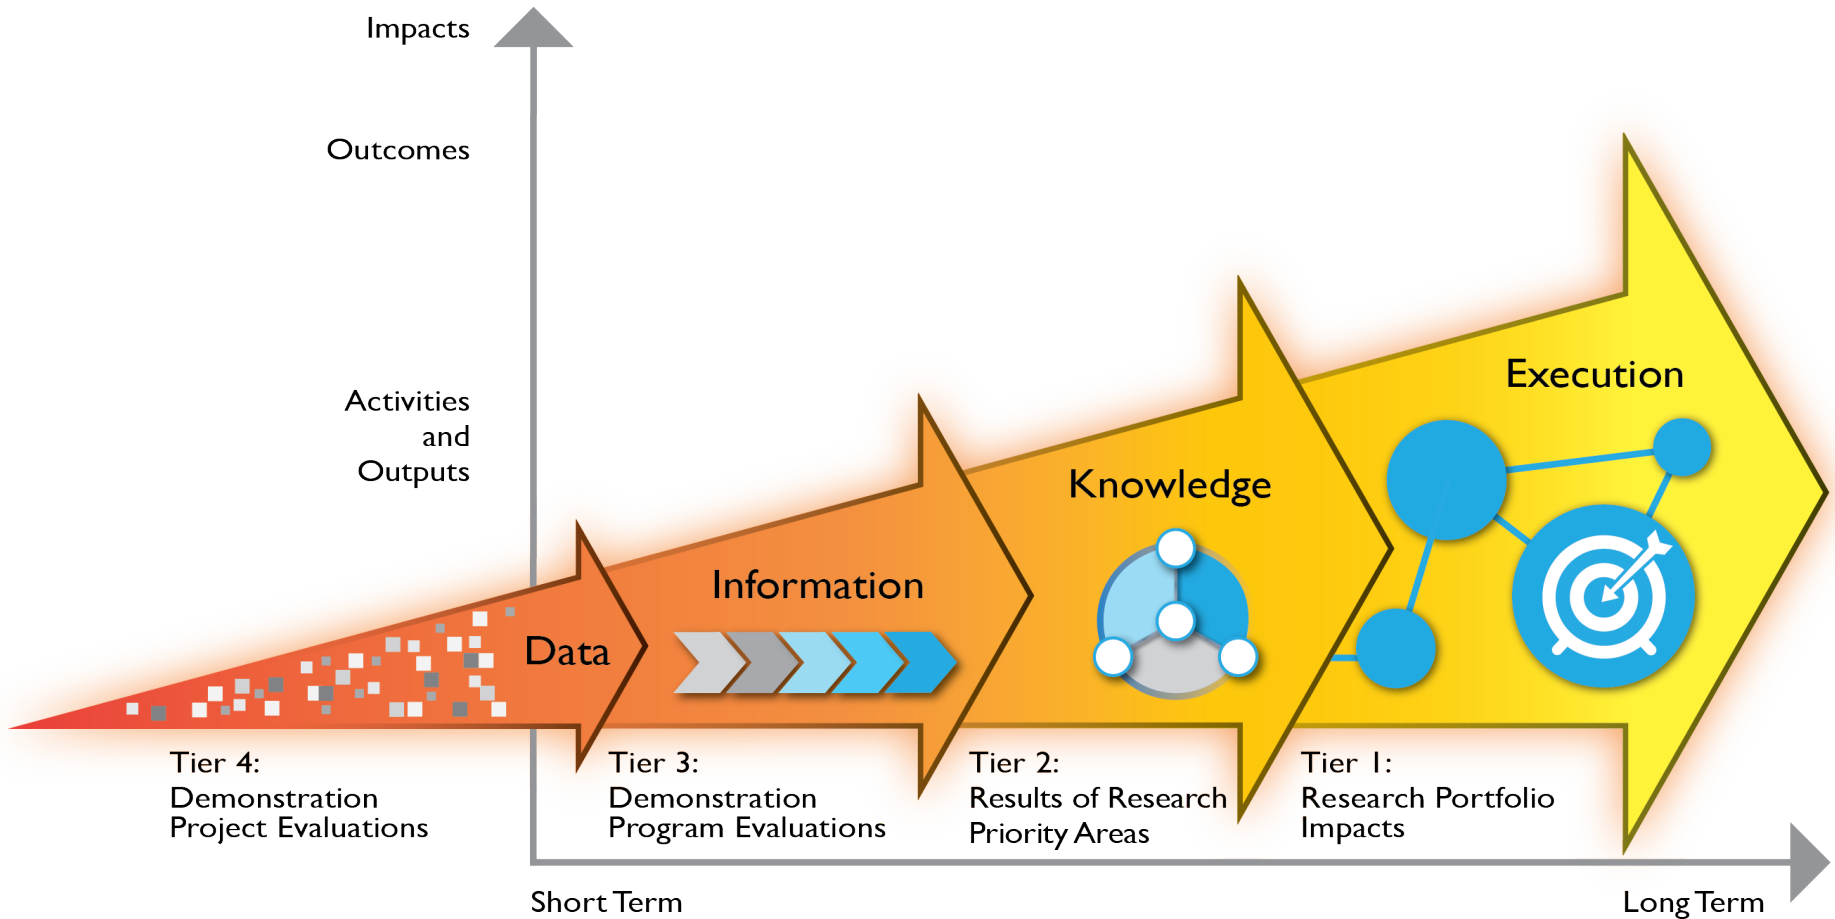 Impacts
Outcomes
Activities
and
Outputs
Data
Information
Knowledge
Execution
Tier 4:
Demonstration
Project Evaluations
Tier 3:
Demonstration
Program Evaluations
Tier 2:
Results of Research
Priority Areas
Tier 1:
Research Portfolio
Impacts
Short Term
Long Term